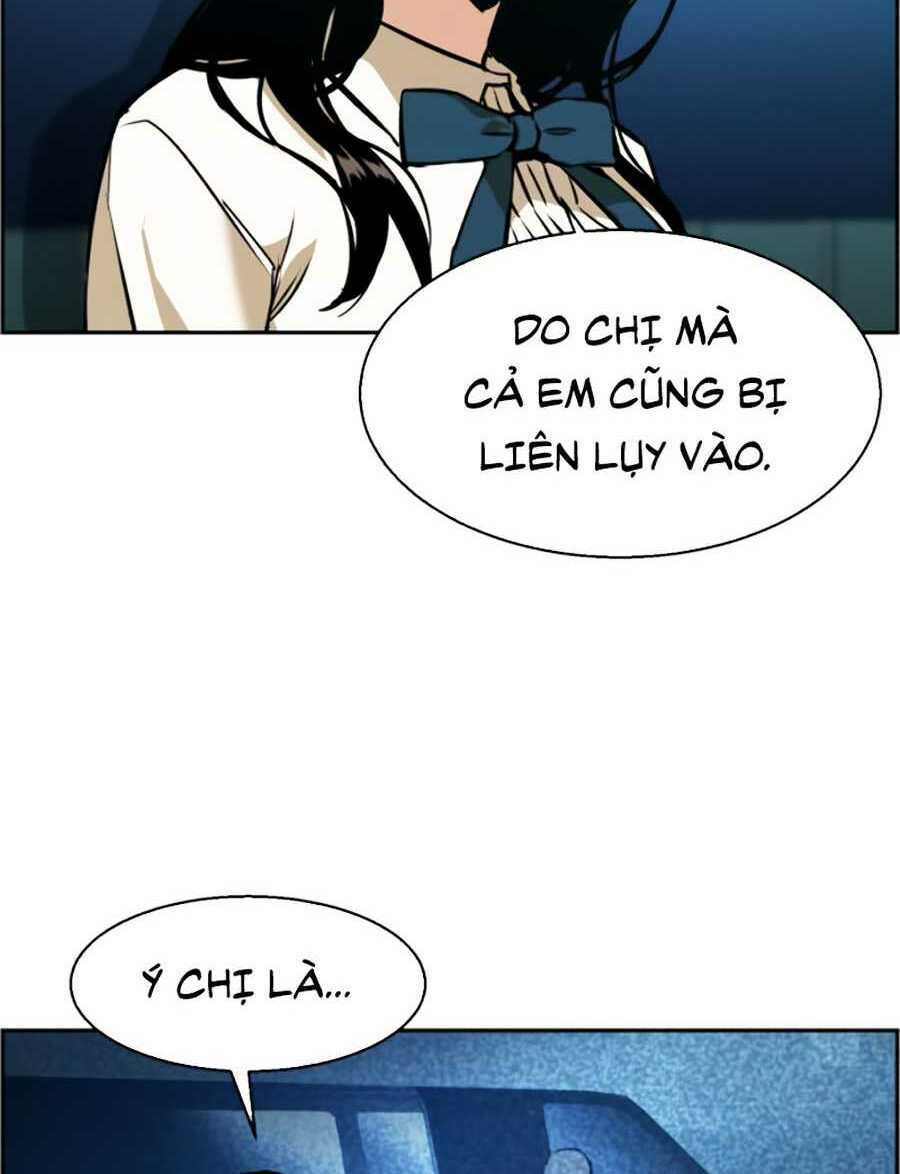 DO CHỊ MÀ
CẢ EM CŨNG BỊ
LIÊN LỤY VÀO.
Ý CHỊ LÀ...